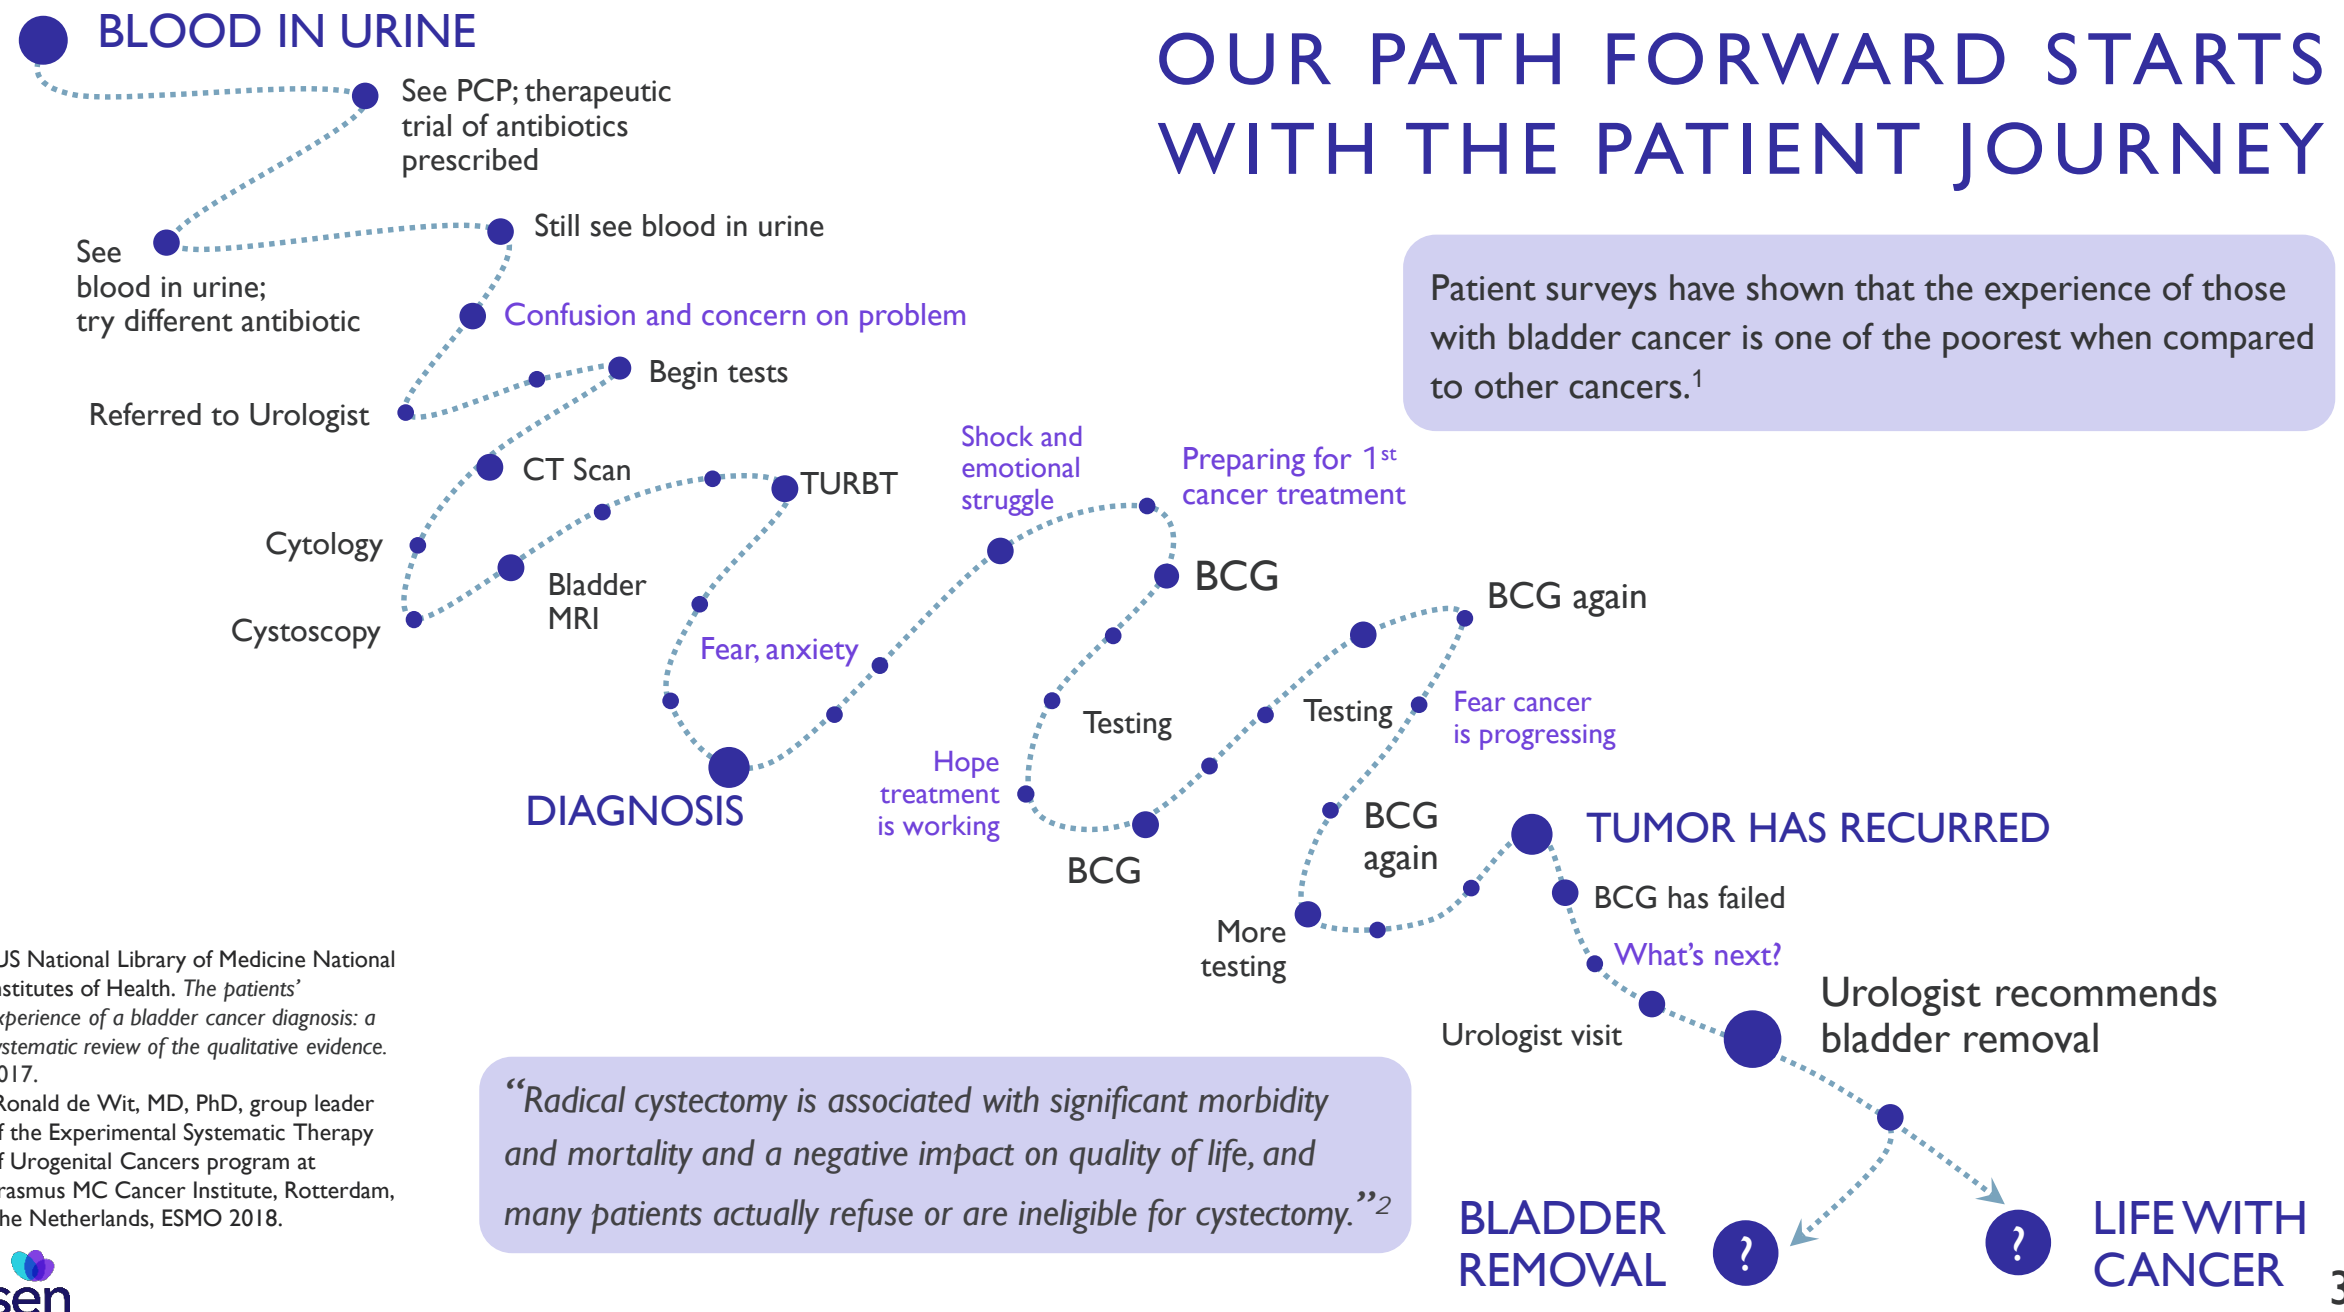 BLOOD IN URINE
OUR PATH FORWARD STARTS
WITH THE PATIENT JOURNEY
See PCP; therapeutic
trial of antibiotics
prescribed
See
blood in urine;
try different antibiotic
Still see blood in urine
Confusion and concern on problem
Patient surveys have shown that the experience of those
with bladder cancer is one of the poorest when compared
to other cancers.1
Referred to Urologist
Begin tests
CT Scan
Cytology
Cystoscopy
Bladder
MRI
TURBT
Fear, anxiety
DIAGNOSIS
Shock and
emotional
struggle
Preparing for 1st
cancer treatment
BCG
Testing
Hope
treatment
is working
BCG
Testing
BCG again
Fear cancer
is progressing
BCG
again
More
testing
TUMOR HAS RECURRED
BCG has failed
What's next?
Urologist visit
Urologist recommends
bladder removal
US National Library of Medicine National
nstitutes of Health. The patients'
xperience of a bladder cancer diagnosis: a
ystematic review of the qualitative evidence.
017.
Ronald de Wit, MD, PhD, group leader
f the Experimental Systematic Therapy
f Urogenital Cancers program at
rasmus MC Cancer Institute, Rotterdam,
he Netherlands, ESMO 2018.
“Radical cystectomy is associated with significant morbidity
and mortality and a negative impact on quality of life, and
many patients actually refuse or are ineligible for cystectomy.”2
BLADDER
REMOVAL
?
?
LIFE WITH
CANCER
sen
3